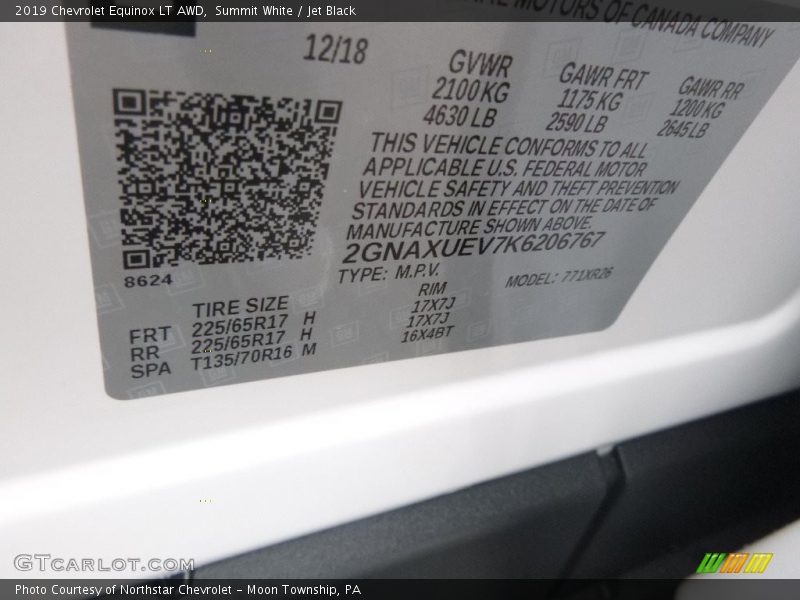 2019 Chevrolet Equinox LT AWD, Summit White / Jet Black
MOTORS OF CANADA COMPANY
12/18
GVWR GAWR FRT GAWR RR
2100 KG 1175 KG 1200 KG
4630 LB 2590 LB 2645 LB
THIS VEHICLE CONFORMS TO ALL
APPLICABLE U.S. FEDERAL MOTOR
VEHICLE SAFETY AND THEFT PREVENTION
STANDARDS IN EFFECT ON THE DATE OF
MANUFACTURE SHOWN ABOVE.
2GNAXUEV7K6206767
8624
TYPE: M.P.V. MODEL: 771XR26
TIRE SIZE RIM
FRT 225/65R17 H 17X7J
RR 225/65R17 H 17X7J
SPA T135/70R16 M 16X4BT
GTCARLOT.COM
Photo Courtesy of Northstar Chevrolet - Moon Township, PA